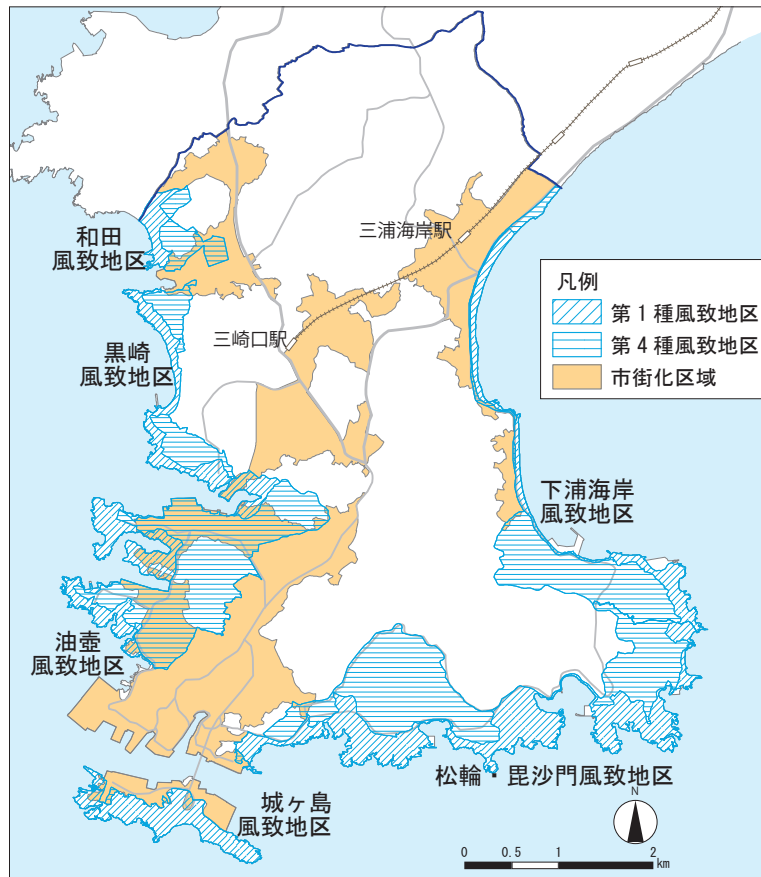 和田
風致地区
三浦海岸駅
凡例
第1種風致地区
第4種風致地区
市街化区域
三崎口駅
黒崎
風致地区
下浦海岸
風致地区
油壺
風致地区
松輪・毘沙門風致地区
城ヶ島
風致地区
N
0 0.5 1 2
km